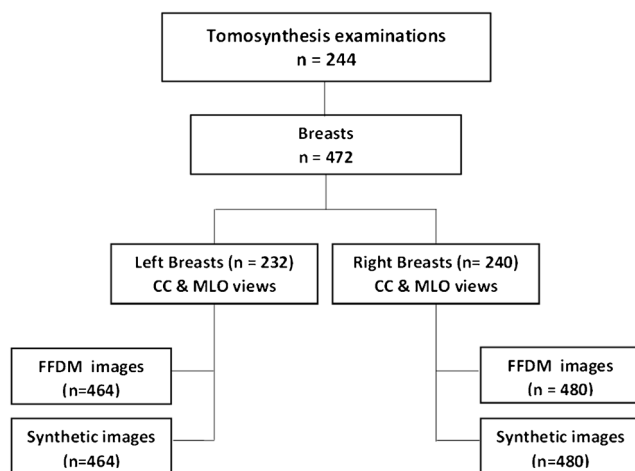 Tomosynthesis examinations
n = 244
Breasts
n = 472
Left Breasts (n = 232)
CC & MLO views
Right Breasts (n= 240)
CC & MLO views
FFDM images
(n=464)
FFDM images
(n = 480)
Synthetic images
(n=464)
Synthetic images
(n=480)